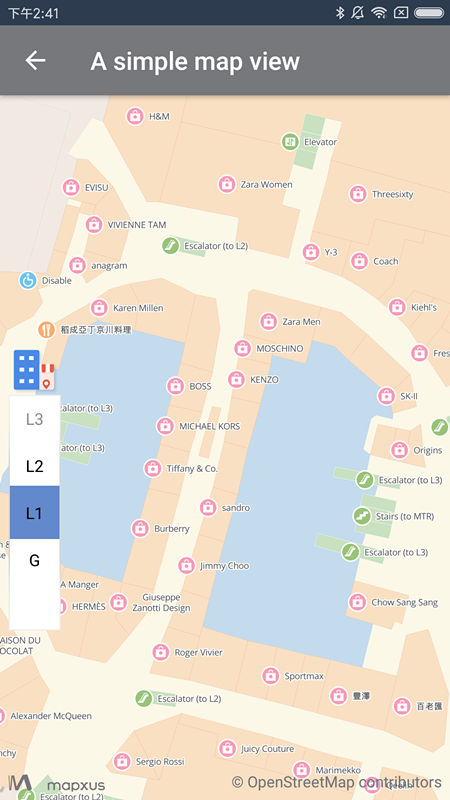 下午2:41
A simple map view
H&M
Elevator
EVISU
Zara Women
Threesixty
VIVIENNE TAM
Escalator (to L2)
Y-3
anagram
Coach
Disable
Karen Millen
Kiehl's
稻成亞丁京川料理
Zara Men
MOSCHINO
Fres
KENZO
BOSS
SK-II
L3
calator (to L3)
MICHAEL KORS
ator (to L3)
Origins
L2
Tiffany & Co.
Escalator (to L3)
L1
sandro
Stairs (to MTR)
Burberry
Escalator (to L3)
G
Jimmy Choo
A Manger
HERMÈS
Giuseppe
Zanotti Design
Chow Sang Sang
AISON DU
OCOLAT
Roger Vivier
Sportmax
豐澤
Escalator (to L2)
百老匯
Alexander McQueen
nchy
Juicy Couture
Sergio Rossi
Marimekko
mapxus
© OpenStreetMap contributors
Escalator (to L2)